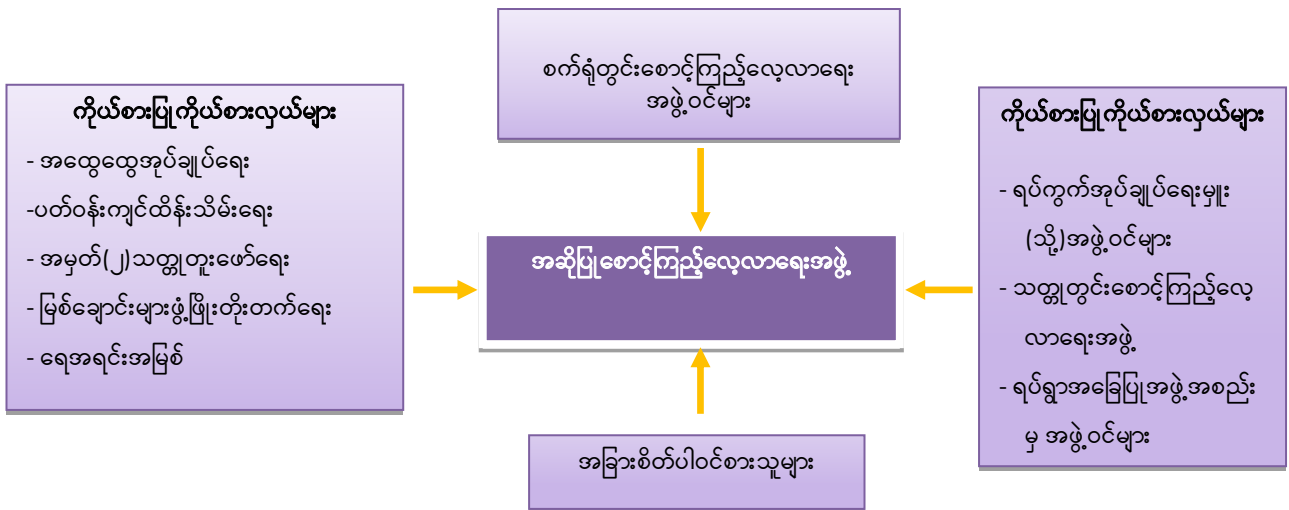 စက်ရုံတွင်းစောင့်ကြည့်လေ့လာရေး
အဖွဲ့ဝင်များ
ကိုယ်စားပြုကိုယ်စားလှယ်များ
- အထွေထွေအုပ်ချုပ်ရေး
-ပတ်ဝန်းကျင်ထိန်းသိမ်းရေး
- အမှတ်(၂)သတ္တုတူးဖော်ရေး
- မြစ်ချောင်းများဖွံ့ဖြိုးတိုးတက်ရေး
- ရေအရင်းအမြစ်
အဆိုပြုစောင့်ကြည့်လေ့လာရေးအဖွဲ့
ကိုယ်စားပြုကိုယ်စားလှယ်များ
- ရပ်ကွက်အုပ်ချုပ်ရေးမှူး
(သို့)အဖွဲ့ဝင်များ
- သတ္တုတွင်းစောင့်ကြည့်လေ့
လာရေးအဖွဲ့
- ရပ်ရွာအခြေပြုအဖွဲ့အစည်း
မှ အဖွဲ့ဝင်များ
အခြားစိတ်ပါဝင်စားသူများ